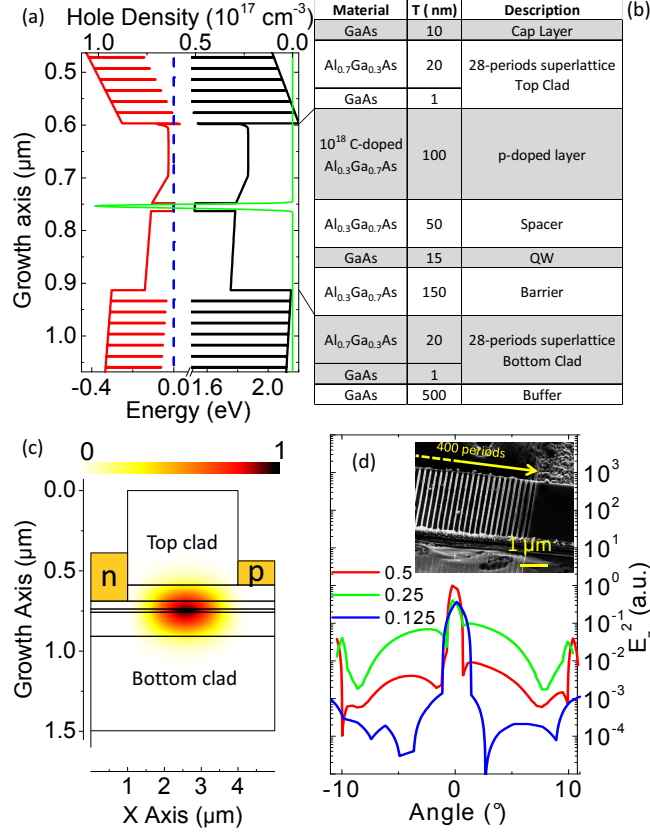 (a)
Hole Density (10^17 cm^-3)
1.0 0.5 0.0
Growth axis (µm)
0.5
0.6
0.7
0.8
0.9
1.0
-0.4 0.0 1.6 2.0
Energy (eV)
(b)
Material T ( nm) Description
GaAs 10 Cap Layer
Al0.7Ga0.3As 20 28-periods superlattice
Top Clad
GaAs 1
10^18 C-doped
Al0.3Ga0.7As 100 p-doped layer
Al0.3Ga0.7As 50 Spacer
GaAs 15 QW
Al0.3Ga0.7As 150 Barrier
Al0.7Ga0.3As 20 28-periods superlattice
Bottom Clad
GaAs 1
GaAs 500 Buffer
(c)
0 1
Growth Axis (µm)
0.0
0.5
1.0
1.5
Top clad
n p
Bottom clad
1 2 3 4 5
X Axis (µm)
(d)
400 periods
1 µm
0.5
0.25
0.125
10^3
10^2
10^1
10^0
10^-1
10^-2
10^-3
10^-4
-10 0 10
Angle (°)